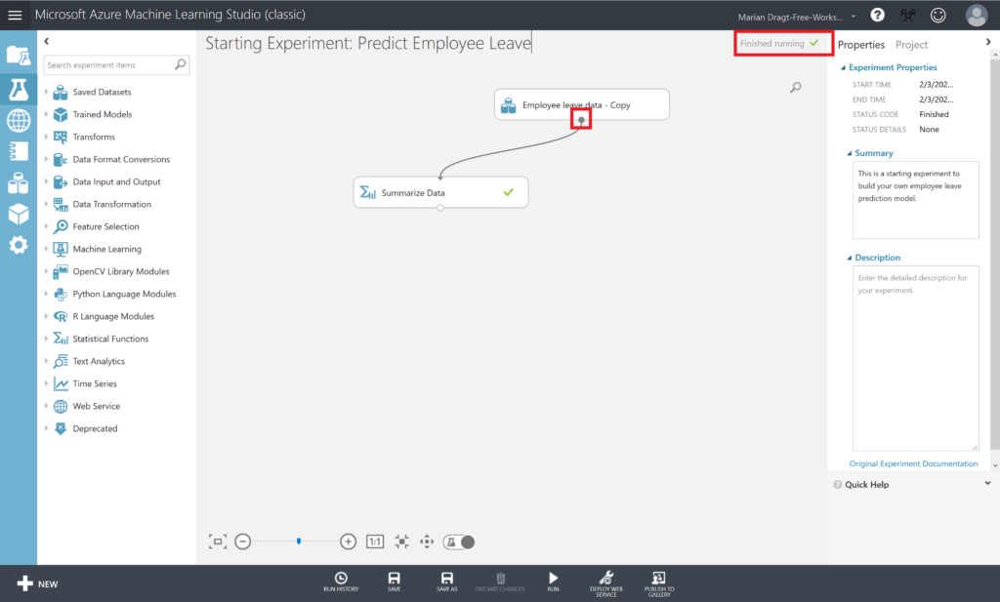 Microsoft Azure Machine Learning Studio (classic)
Marian Dragt-Free-Works...
Starting Experiment: Predict Employee Leave
Finished running
Properties
Project
Search experiment items
Saved Datasets
Trained Models
Transforms
Data Format Conversions
Data Input and Output
Data Transformation
Feature Selection
Machine Learning
OpenCV Library Modules
Python Language Modules
R Language Modules
Statistical Functions
Text Analytics
Time Series
Web Service
Deprecated
Employee leave data - Copy
Summarize Data
1:1
Experiment Properties
START TIME 2/3/202...
END TIME 2/3/202...
STATUS CODE Finished
STATUS DETAILS None
Summary
This is a starting experiment to
build your own employee leave
prediction model.
Description
Enter the detailed description for
your experiment.
Original Experiment Documentation
Quick Help
NEW
RUN HISTORY
SAVE
SAVE AS
DISCARD CHANGES
RUN
DEPLOY WEB
SERVICE
PUBLISH TO
GALLERY